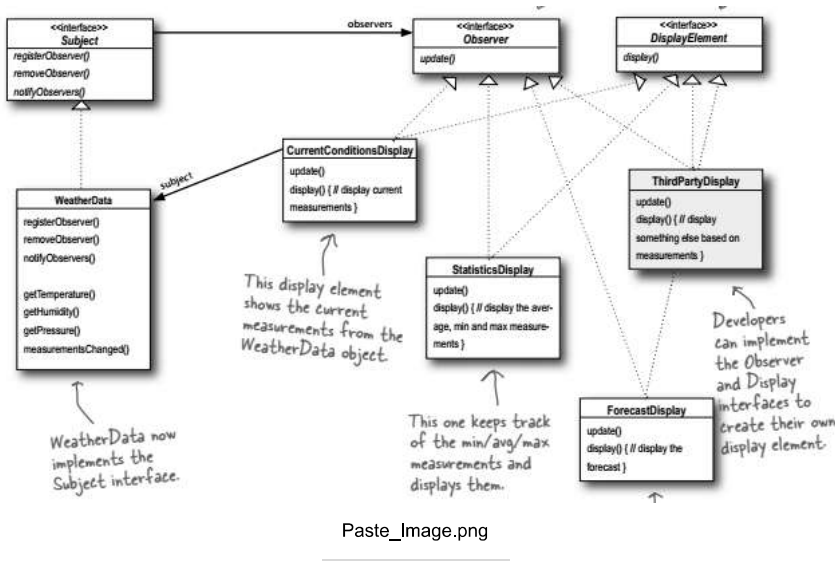 <<interface>>
Subject
registerObserver()
removeObserver()
notifyObservers()
observers
<<interface>>
Observer
update()
<<interface>>
DisplayElement
display()
subject
WeatherData
registerObserver()
removeObserver()
notifyObservers()
getTemperature()
getHumidity()
getPressure()
measurementsChanged()
CurrentConditionsDisplay
update()
display() { // display current
measurements }
StatisticsDisplay
update()
display() { // display the aver-
age, min and max measure-
ments }
ThirdPartyDisplay
update()
display() { // display
something else based on
measurements }
ForecastDisplay
update()
display() { // display the
forecast }
WeatherData now
implements the
Subject interface.
This display element
shows the current
measurements from the
WeatherData object.
This one keeps track
of the min/avg/max
measurements and
displays them.
Developers
can implement
the Observer
and Display
interfaces to
create their own
display element.
Paste_Image.png